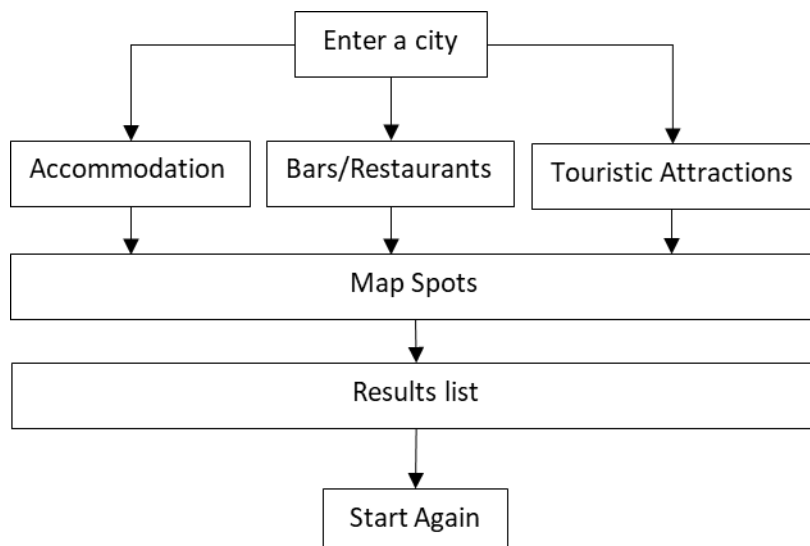 Enter a city
Accommodation
Bars/Restaurants
Touristic Attractions
Map Spots
Results list
Start Again